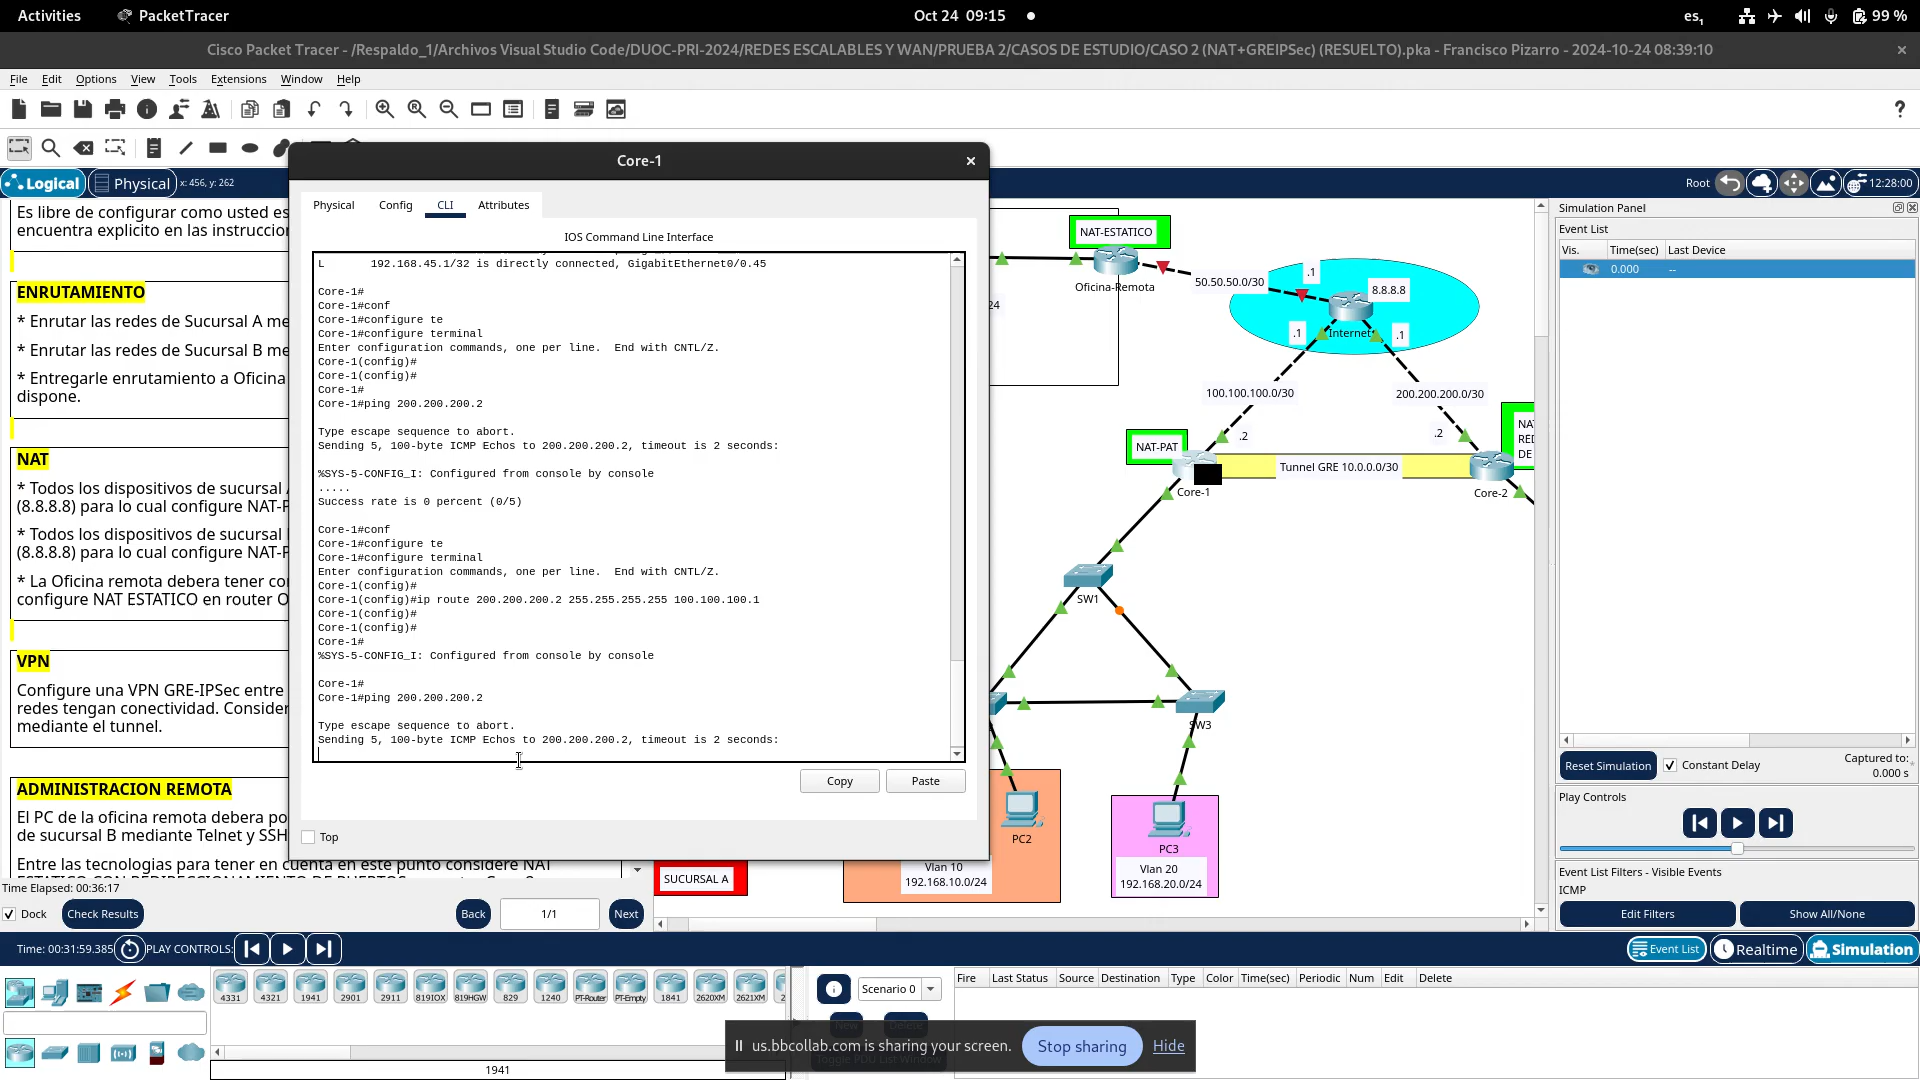 Activities
PacketTracer
Oct 24 09:15
es1
99 %
Cisco Packet Tracer - /Respaldo_1/Archivos Visual Studio Code/DUOC-PRI-2024/REDES ESCALABLES Y WAN/PRUEBA 2/CASOS DE ESTUDIO/CASO 2 (NAT+GREIPSec) (RESUELTO).pka - Francisco Pizarro - 2024-10-24 08:39:10
File Edit Options View Tools Extensions Window Help
Logical
Physical
x: 456, y: 262
Root
12:28:00
Es libre de configurar como usted es
encuentra explicito en las instruccion
ENRUTAMIENTO
* Enrutar las redes de Sucursal A me
* Enrutar las redes de Sucursal B me
* Entregarle enrutamiento a Oficina
dispone.
NAT
* Todos los dispositivos de sucursal
(8.8.8.8) para lo cual configure NAT-P
* Todos los dispositivos de sucursal
(8.8.8.8) para lo cual configure NAT-P
* La Oficina remota debera tener co
configure NAT ESTATICO en router O
VPN
Configure una VPN GRE-IPSec entre
redes tengan conectividad. Consider
mediante el tunnel.
ADMINISTRACION REMOTA
El PC de la oficina remota debera po
de sucursal B mediante Telnet y SSH
Entre las tecnologias para tener en cuenta en este punto considere NAT
Time Elapsed: 00:36:17
Dock
Check Results
Back
1/1
Next
Core-1
Physical Config CLI Attributes
IOS Command Line Interface
L 192.168.45.1/32 is directly connected, GigabitEthernet0/0.45
Core-1#
Core-1#conf
Core-1#configure te
Core-1#configure terminal
Enter configuration commands, one per line. End with CNTL/Z.
Core-1(config)#
Core-1(config)#
Core-1#
Core-1#ping 200.200.200.2
Type escape sequence to abort.
Sending 5, 100-byte ICMP Echos to 200.200.200.2, timeout is 2 seconds:
%SYS-5-CONFIG_I: Configured from console by console
.....
Success rate is 0 percent (0/5)
Core-1#conf
Core-1#configure te
Core-1#configure terminal
Enter configuration commands, one per line. End with CNTL/Z.
Core-1(config)#
Core-1(config)#ip route 200.200.200.2 255.255.255.255 100.100.100.1
Core-1(config)#
Core-1(config)#
Core-1#
%SYS-5-CONFIG_I: Configured from console by console
Core-1#
Core-1#ping 200.200.200.2
Type escape sequence to abort.
Sending 5, 100-byte ICMP Echos to 200.200.200.2, timeout is 2 seconds:
Copy
Paste
Top
NAT-ESTATICO
Oficina-Remota
50.50.50.0/30
.1
8.8.8.8
.1
Internet
.1
24
100.100.100.0/30
200.200.200.0/30
NAT-PAT
.2
.2
NA
RED
DE
Tunnel GRE 10.0.0.0/30
Core-1
Core-2
SW1
SW3
PC2
PC3
SUCURSAL A
Vlan 10
192.168.10.0/24
Vlan 20
192.168.20.0/24
Simulation Panel
Event List
Vis. Time(sec) Last Device
0.000 --
Reset Simulation
Constant Delay
Captured to:
0.000 s
Play Controls
Event List Filters - Visible Events
ICMP
Edit Filters
Show All/None
Time: 00:31:59.385
PLAY CONTROLS:
Event List
Realtime
Simulation
4331 4321 1941 2901 2911 819IOX 819HGW 829 1240 PT-Router PT-Empty 1841 2620XM 2621XM 2
1941
Scenario 0
New
Delete
Toggle PDU List Window
Fire Last Status Source Destination Type Color Time(sec) Periodic Num Edit Delete
us.bbcollab.com is sharing your screen.
Stop sharing
Hide